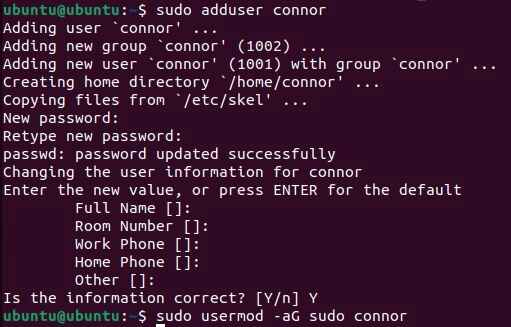 ubuntu@ubuntu:~$ sudo adduser connor
Adding user `connor' ...
Adding new group `connor' (1002) ...
Adding new user `connor' (1001) with group `connor' ...
Creating home directory `/home/connor' ...
Copying files from `/etc/skel' ...
New password:
Retype new password:
passwd: password updated successfully
Changing the user information for connor
Enter the new value, or press ENTER for the default
        Full Name []:
        Room Number []:
        Work Phone []:
        Home Phone []:
        Other []:
Is the information correct? [Y/n] Y
ubuntu@ubuntu:~$ sudo usermod -aG sudo connor